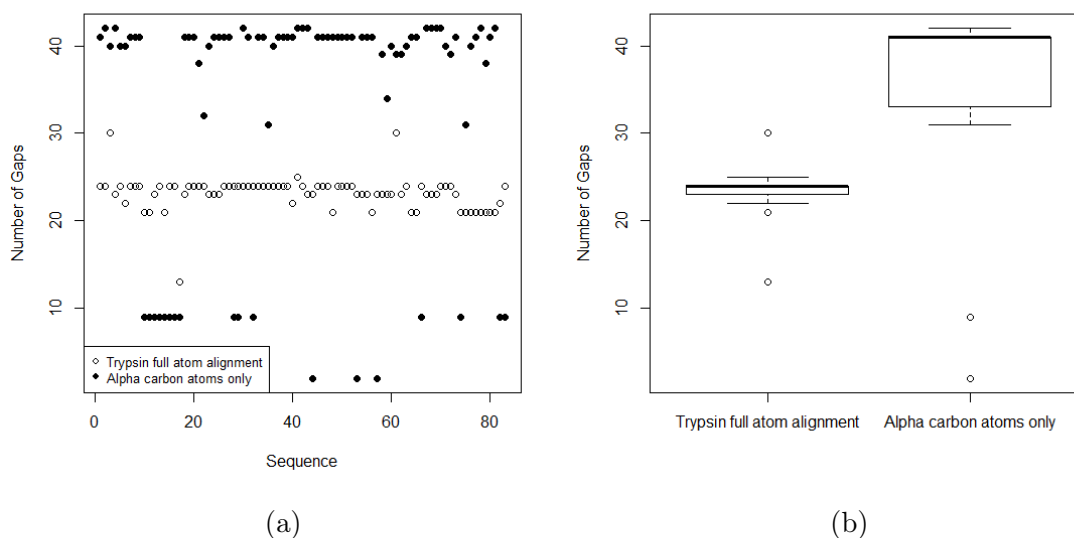 Number of Gaps
40
30
20
10
Trypsin full atom alignment
Alpha carbon atoms only
0
20
40
60
80
Sequence
(a)
Number of Gaps
40
30
20
10
Trypsin full atom alignment
Alpha carbon atoms only
(b)